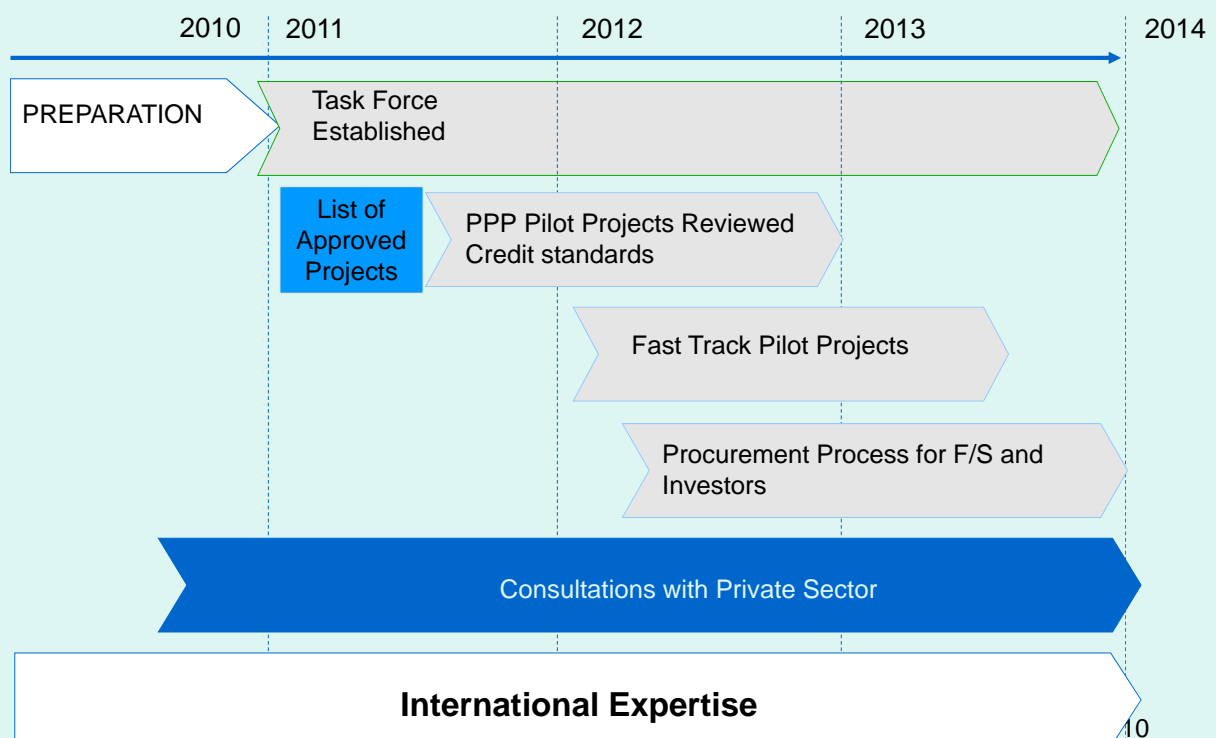 2010 2011 2012 2013 2014
PREPARATION
Task Force
Established
List of
Approved
Projects
PPP Pilot Projects Reviewed
Credit standards
Fast Track Pilot Projects
Procurement Process for F/S and
Investors
Consultations with Private Sector
International Expertise
10